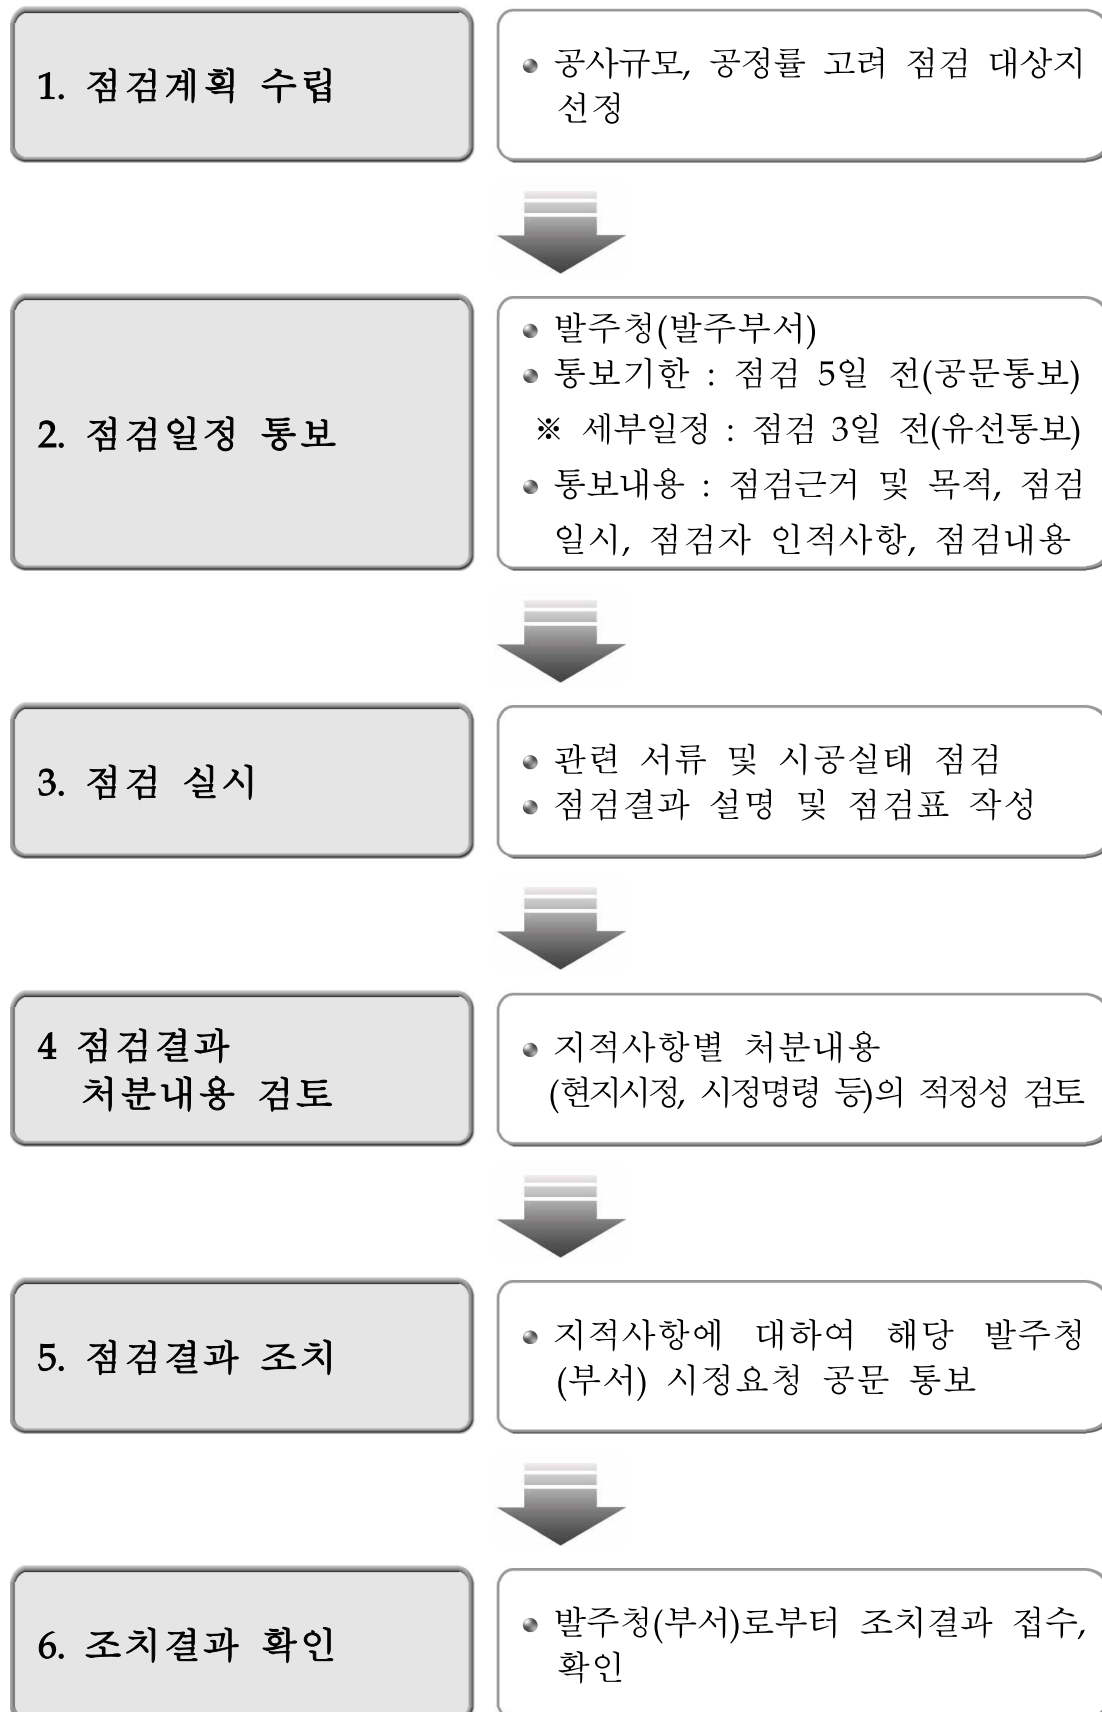 1. 점검계획 수립
• 공사규모, 공정률 고려 점검 대상지
선정
2. 점검일정 통보
• 발주청(발주부서)
• 통보기한 : 점검 5일 전(공문통보)
※ 세부일정 : 점검 3일 전(유선통보)
• 통보내용 : 점검근거 및 목적, 점검
일시, 점검자 인적사항, 점검내용
3. 점검 실시
• 관련 서류 및 시공실태 점검
• 점검결과 설명 및 점검표 작성
4 점검결과
처분내용 검토
• 지적사항별 처분내용
(현지시정, 시정명령 등)의 적정성 검토
5. 점검결과 조치
• 지적사항에 대하여 해당 발주청
(부서) 시정요청 공문 통보
6. 조치결과 확인
• 발주청(부서)로부터 조치결과 접수,
확인